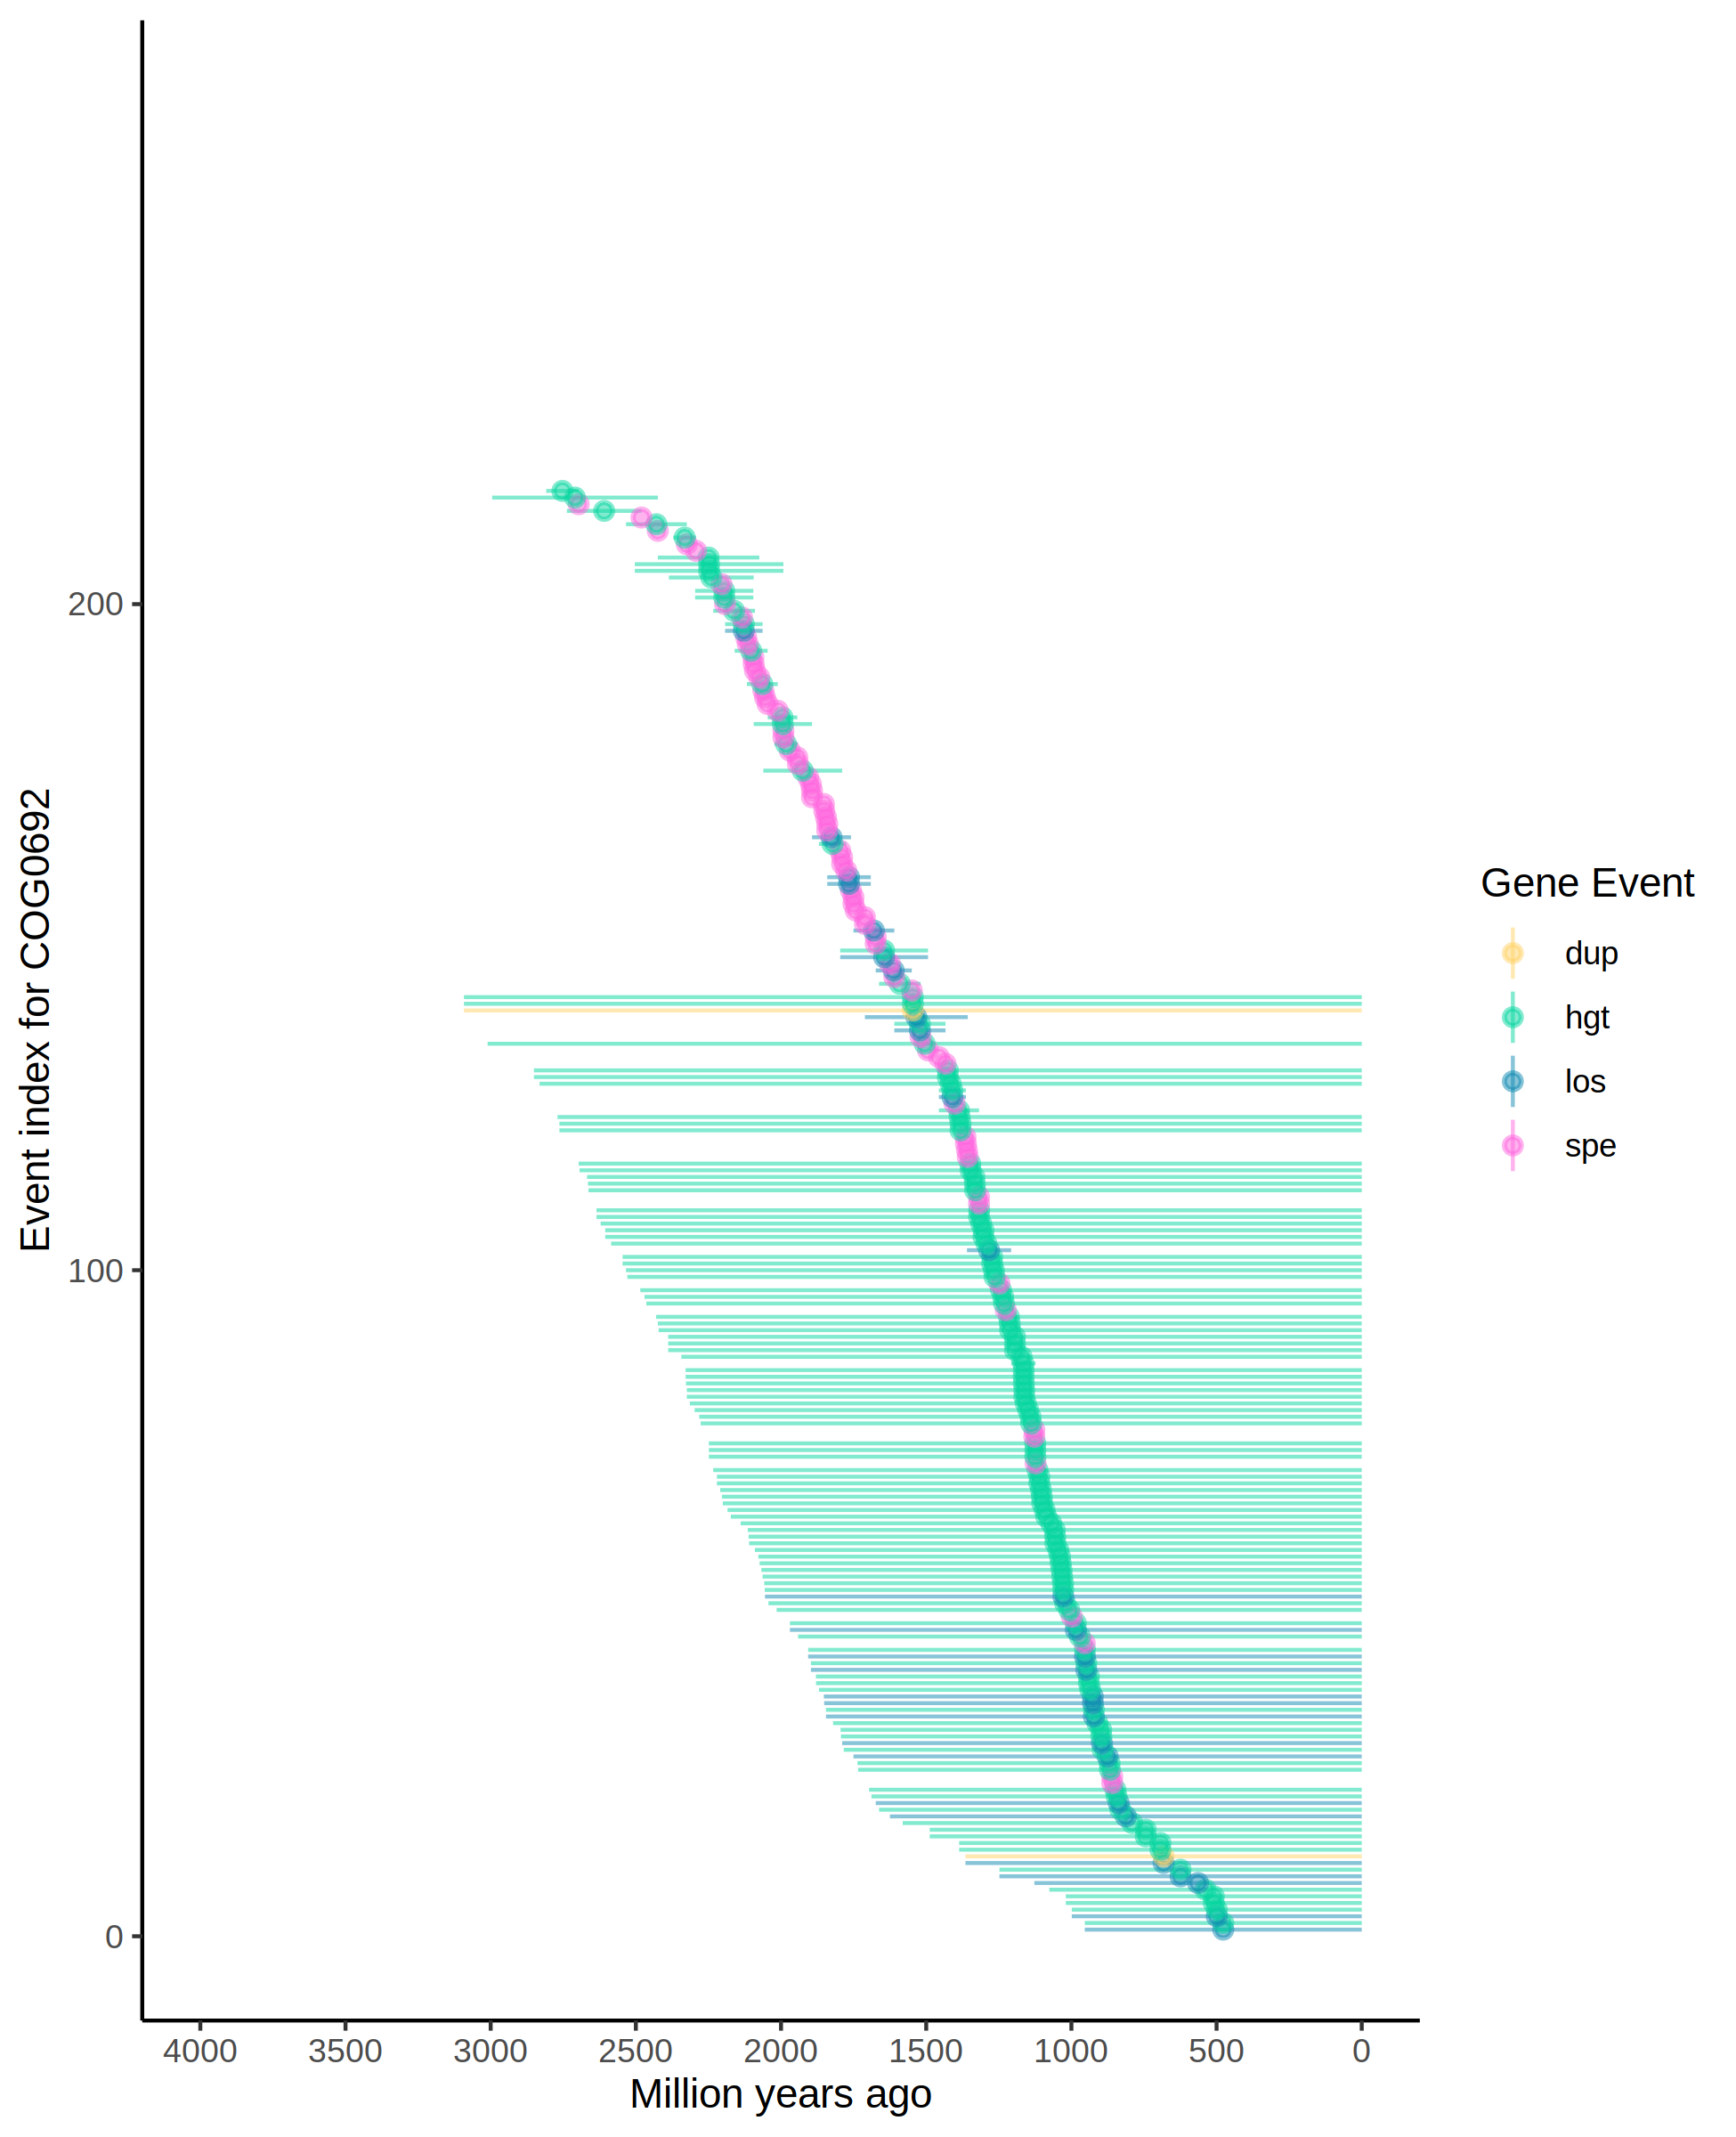 Event index for COG0692
200
100
0
4000 3500 3000 2500 2000 1500 1000 500 0
Million years ago
Gene Event
dup
hgt
los
spe